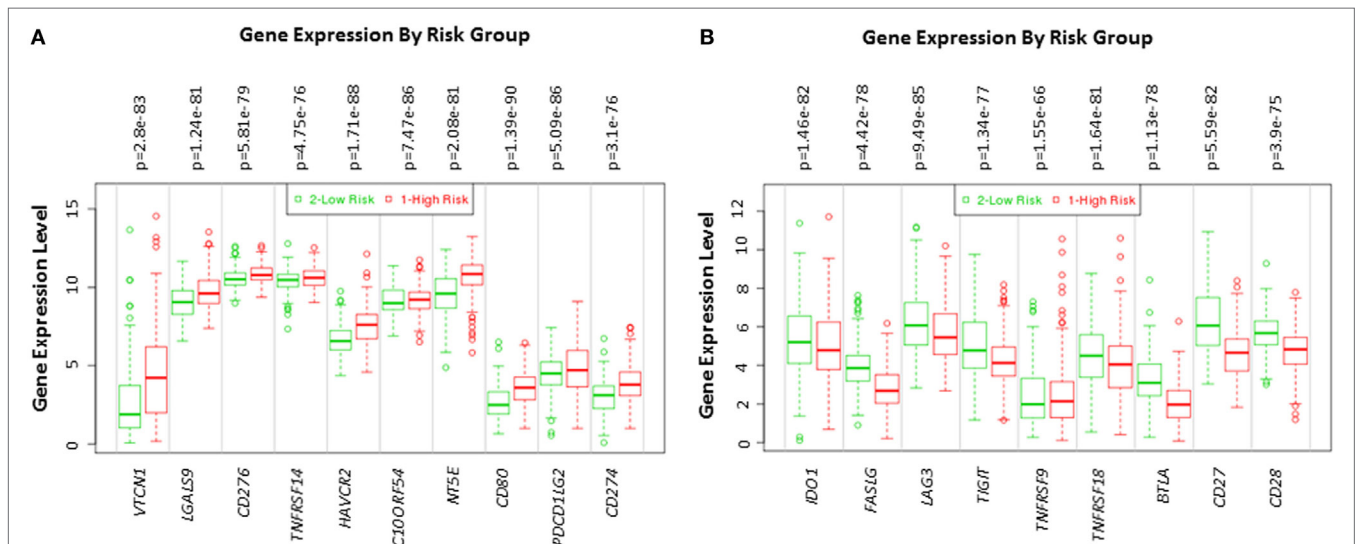 A
Gene Expression By Risk Group
p=2.8e-83
p=1.24e-81
p=5.81e-79
p=4.75e-76
p=1.71e-88
p=7.47e-86
p=2.08e-81
p=1.39e-90
p=5.09e-86
p=3.1e-76
2-Low Risk 1-High Risk
Gene Expression Level
15
10
5
0
VTCN1
LGALS9
CD276
TNFRSF14
HAVCR2
C10ORF54
NT5E
CD80
PDCD1LG2
CD274
B
Gene Expression By Risk Group
p=1.46e-82
p=4.42e-78
p=9.49e-85
p=1.34e-77
p=1.55e-66
p=1.64e-81
p=1.13e-78
p=5.59e-82
p=3.9e-75
2-Low Risk 1-High Risk
Gene Expression Level
12
10
8
6
4
2
0
IDO1
FASLG
LAG3
TIGIT
TNFRSF9
TNFRSF18
BTLA
CD27
CD28